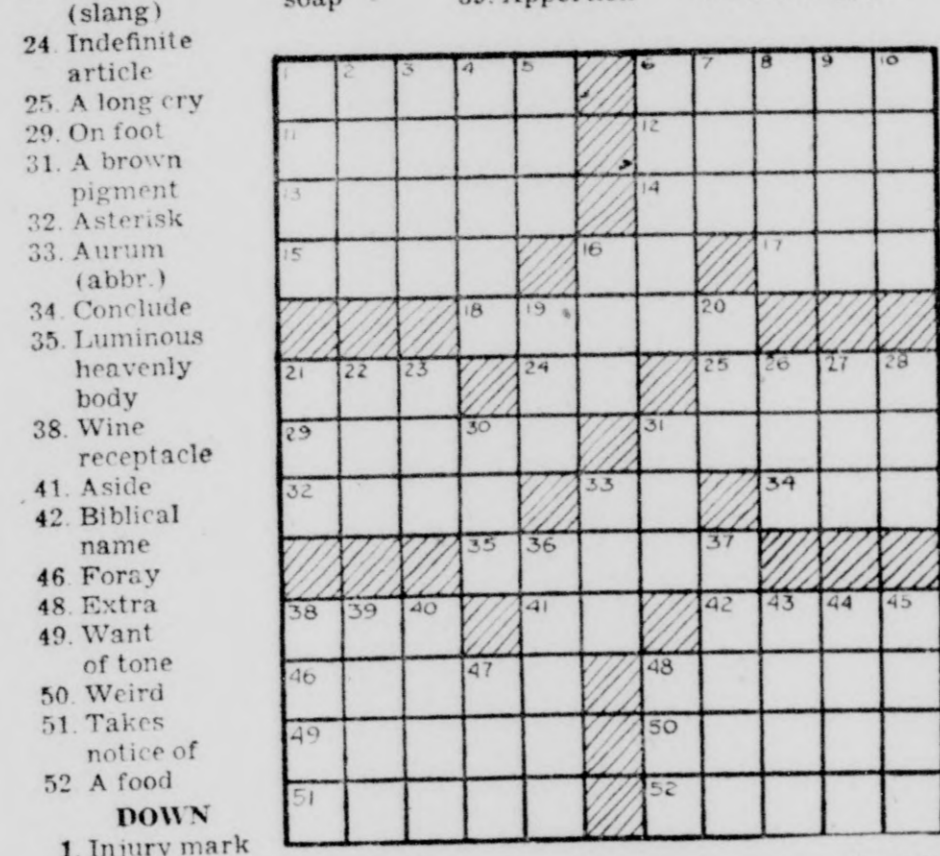 (slang)
24. Indefinite
article
25. A long cry
29. On foot
31. A brown
pigment
32. Asterisk
33. Aurum
(abbr.)
34. Conclude
35. Luminous
heavenly
body
38. Wine
receptacle
41. Aside
42. Biblical
name
46. Foray
48. Extra
49. Want
of tone
50. Weird
51. Takes
notice of
52 A food
DOWN
1. Injury mark
soap
1 2 3 4 5 6 7 8 9 10
11 12
13 14
15 16 17
18 19 20
21 22 23 24 25 26 27 28
29 30 31
32 33 34
35 36 37
38 39 40 41 42 43 44 45
46 47 48
49 50
51 52